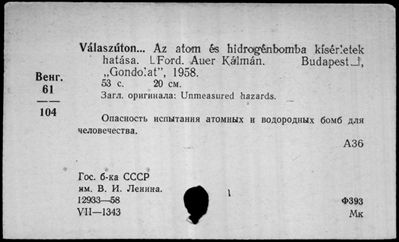 Válaszúton... Az atom és hidrogénbomba kísérletek
hatása. [Ford. Auer Kálmán. Budapest],
„Gondolat", 1958.
Венг.
61
104
53 с. 20 см.
Загл. оригинала: Unmeasured hazards.
Опасность испытания атомных и водородных бомб для
человечества.
А36
Гос. б-ка СССР
им. В. И. Ленина.
12933—58
VII—1343
1
Ф393
Мк